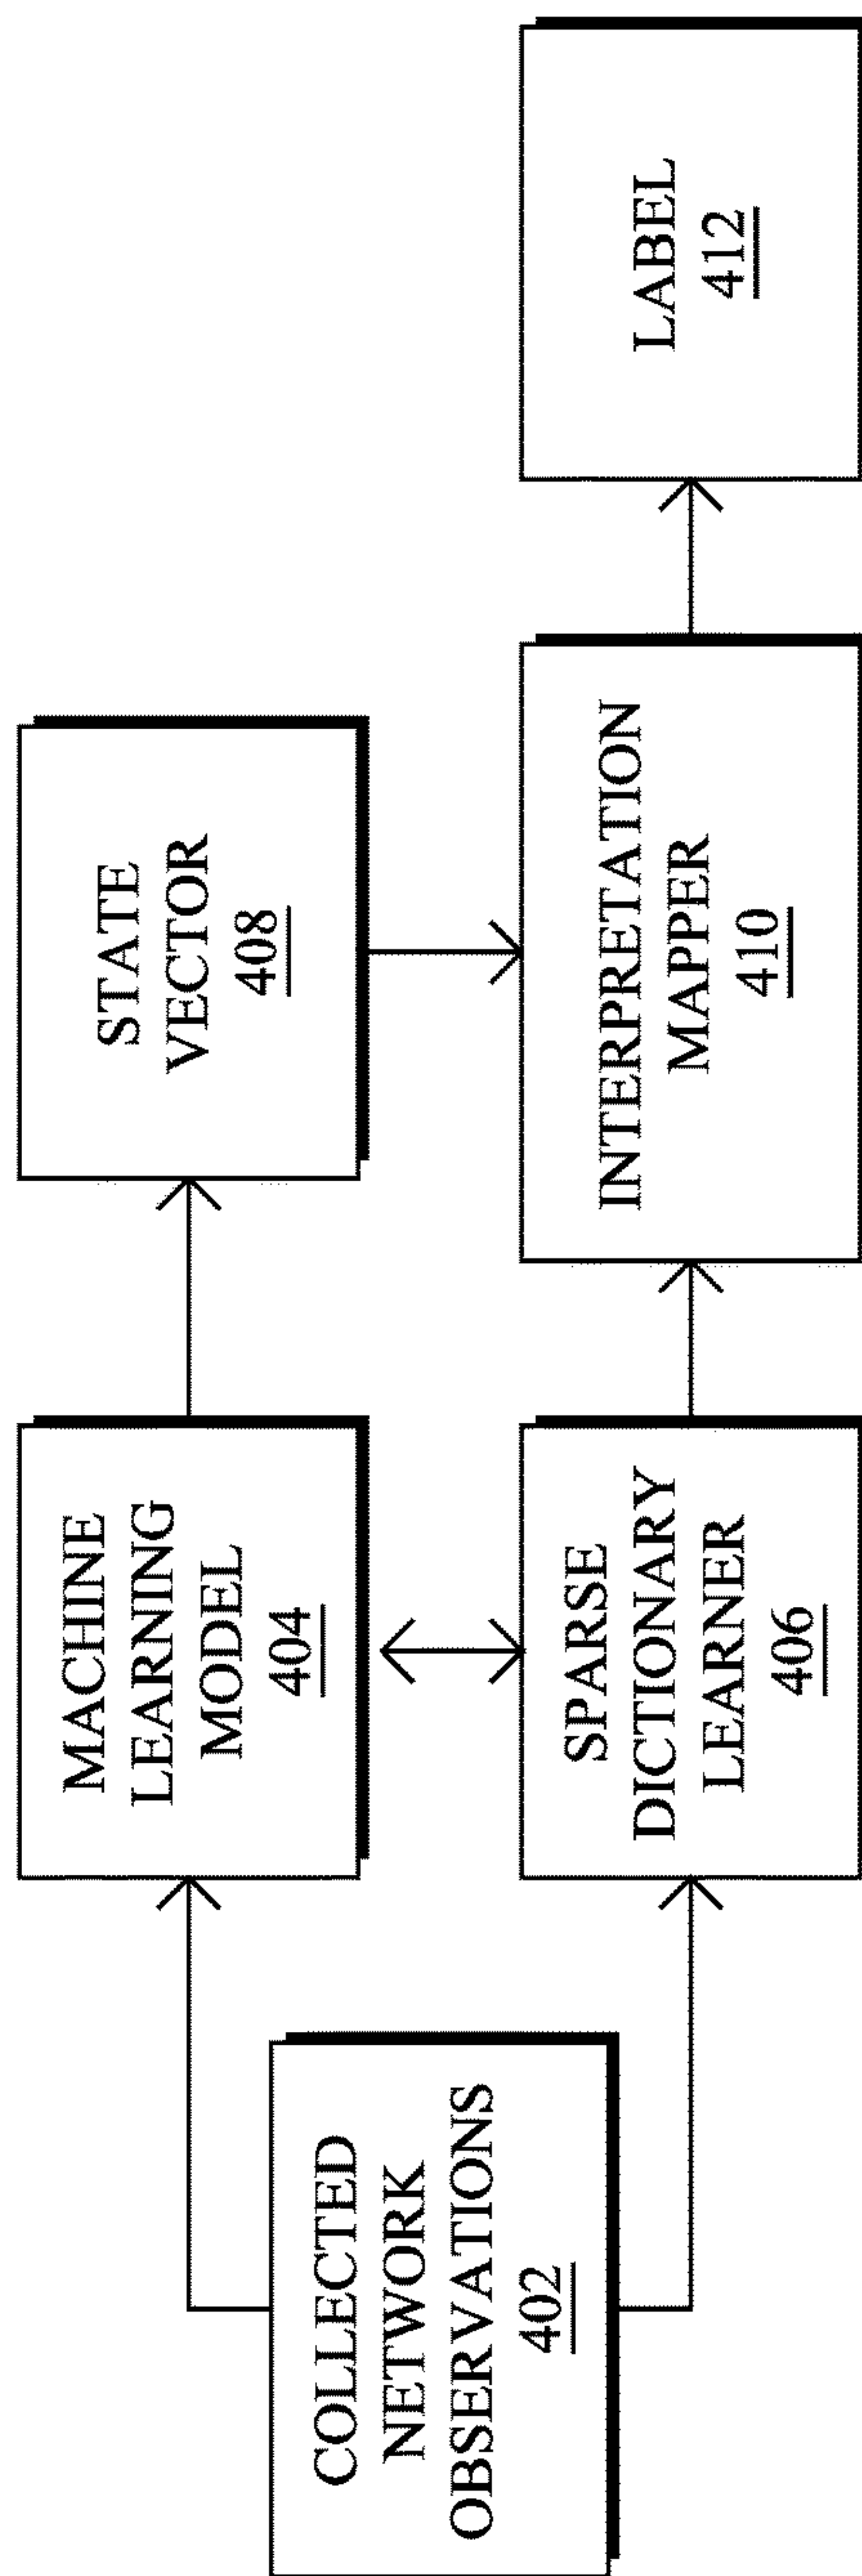 COLLECTED
NETWORK
OBSERVATIONS
402
MACHINE
LEARNING
MODEL
404
SPARSE
DICTIONARY
LEARNER
406
STATE
VECTOR
408
INTERPRETATION
MAPPER
410
LABEL
412